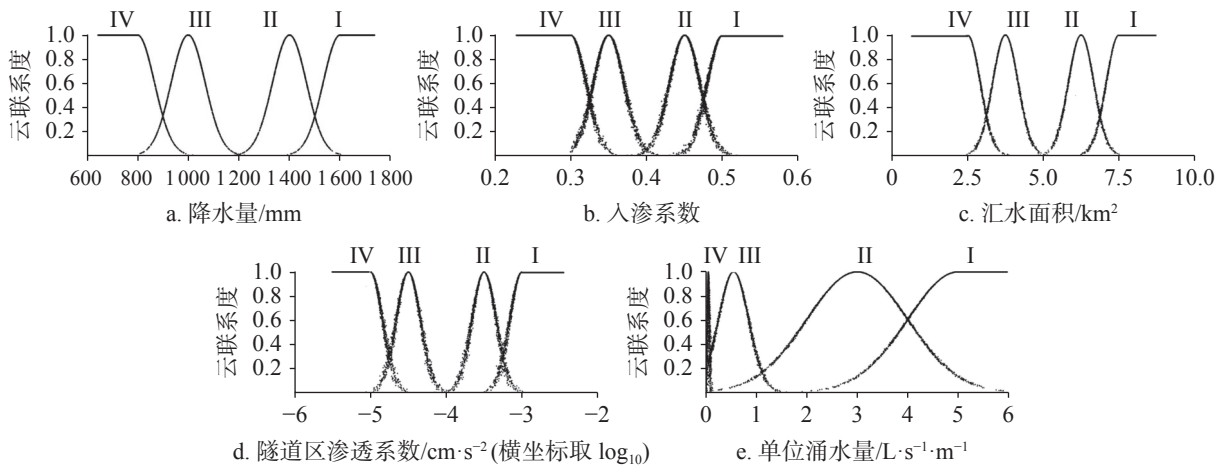 IV III II I
1.0
0.8
0.6
0.4
0.2
云联系度
600 800 1 000 1 200 1 400 1 600 1 800
a. 降水量/mm
IV III II I
1.0
0.8
0.6
0.4
0.2
云联系度
0.2 0.3 0.4 0.5 0.6
b. 入渗系数
IV III II I
1.0
0.8
0.6
0.4
0.2
云联系度
0 2.5 5.0 7.5 10.0
c. 汇水面积/km²
IV III II I
1.0
0.8
0.6
0.4
0.2
云联系度
−6 −5 −4 −3 −2
d. 隧道区渗透系数/cm·s⁻² (横坐标取 log₁₀)
IV III II I
1.0
0.8
0.6
0.4
0.2
云联系度
0 1 2 3 4 5 6
e. 单位涌水量/L·s⁻¹·m⁻¹